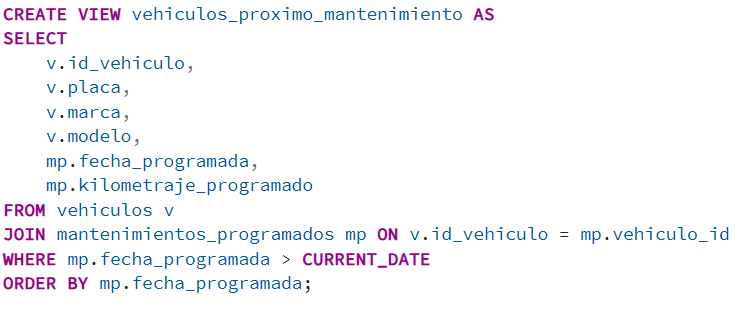 CREATE VIEW vehiculos_proximo_mantenimiento AS
SELECT
    v.id_vehiculo,
    v.placa,
    v.marca,
    v.modelo,
    mp.fecha_programada,
    mp.kilometraje_programado
FROM vehiculos v
JOIN mantenimientos_programados mp ON v.id_vehiculo = mp.vehiculo_id
WHERE mp.fecha_programada > CURRENT_DATE
ORDER BY mp.fecha_programada;